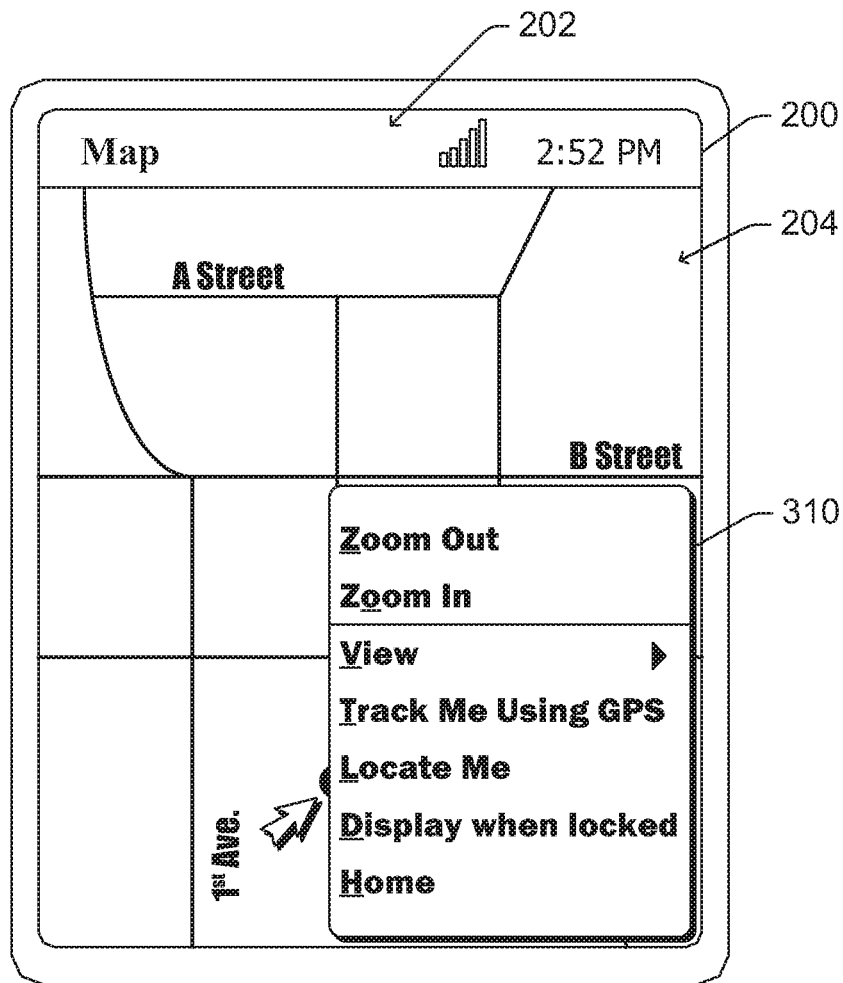 202
200
Map 2:52 PM
204
A Street
B Street
310
Zoom Out
Zoom In
View
Track Me Using GPS
Locate Me
Display when locked
Home
1st Ave.